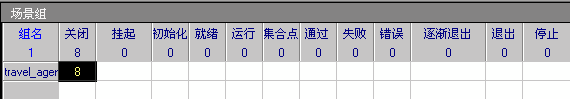 场景组
组名 关闭 挂起 初始化 就绪 运行 集合点 通过 失败 错误 逐渐退出 退出 停止
1 8 0 0 0 0 0 0 0 0 0 0 0
travel_ager 8